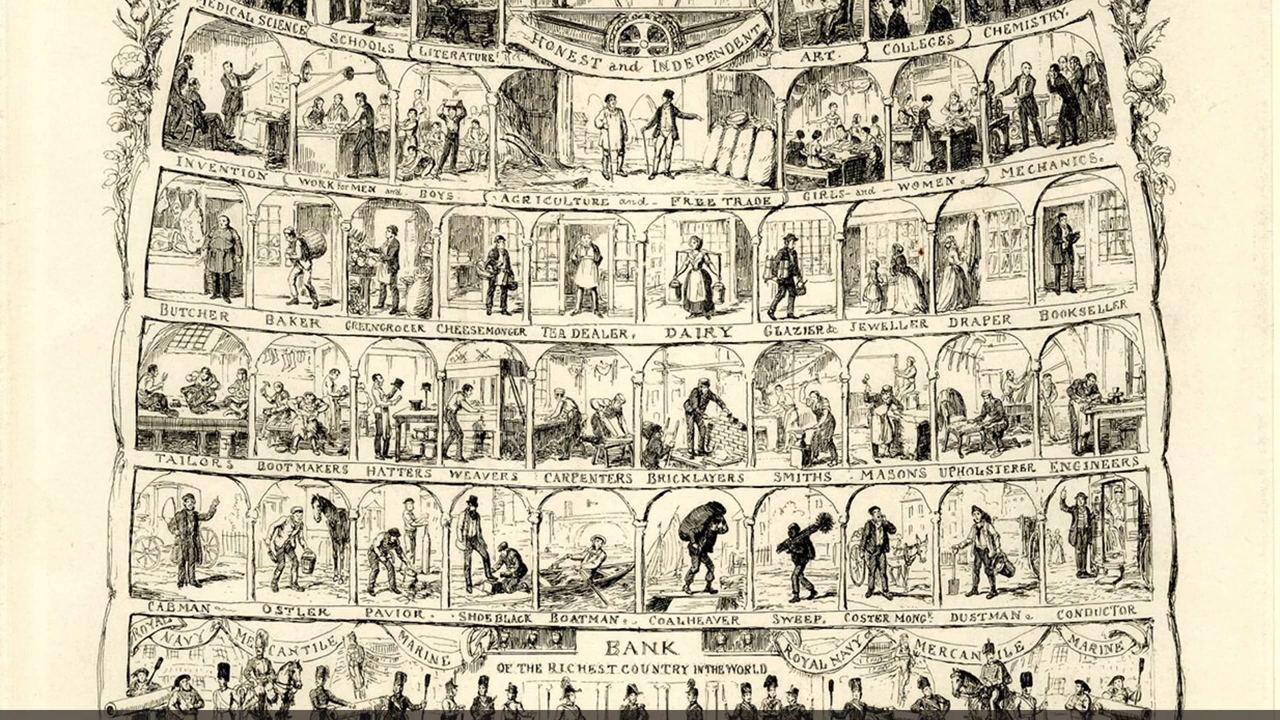 MEDICAL SCIENCE SCHOOLS LITERATURE HONEST and INDEPENDENT ART. COLLEGES CHEMISTRY.
INVENTION WORK for MEN and BOYS AGRICULTURE and FREE TRADE GIRLS and WOMEN. MECHANICS.
BUTCHER BAKER GREENGROCER CHEESEMONGER TEA DEALER. DAIRY GLAZIER &c JEWELLER DRAPER BOOKSELLER
TAILORS BOOTMAKERS HATTERS WEAVERS CARPENTERS BRICKLAYERS SMITHS MASONS UPHOLSTERER ENGINEERS
CABMAN OSTLER PAVIOR. SHOEBLACK BOATMAN. COALHEAVER SWEEP. COSTER MONGR DUSTMAN. CONDUCTOR
ROYAL NAVY MERCANTILE MARINE BANK ROYAL NAVY MERCANTILE MARINE
OF THE RICHEST COUNTRY IN THE WORLD